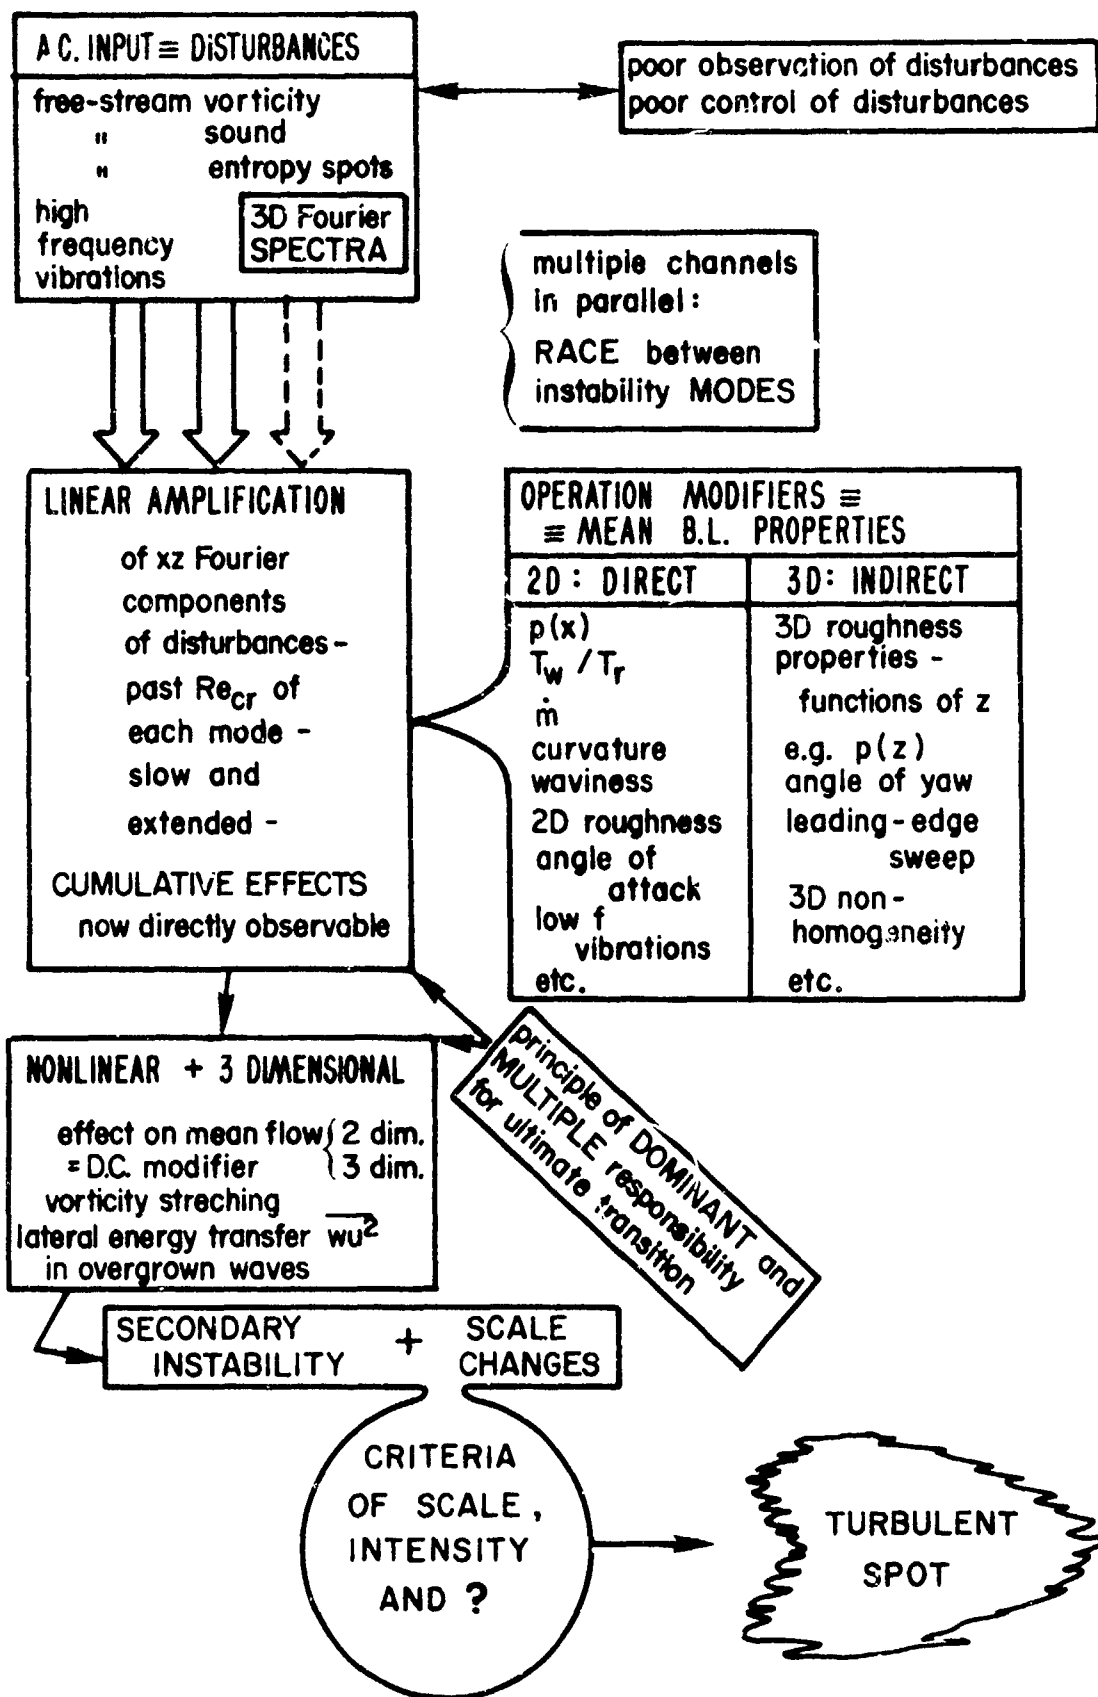 A C. INPUT ≡ DISTURBANCES
free-stream vorticity
" sound
" entropy spots
high
frequency
vibrations
3D Fourier
SPECTRA
poor observation of disturbances
poor control of disturbances
multiple channels
in parallel:
RACE between
instability MODES
LINEAR AMPLIFICATION
of xz Fourier
components
of disturbances -
past Re_cr of
each mode -
slow and
extended -
CUMULATIVE EFFECTS
now directly observable
OPERATION MODIFIERS ≡
≡ MEAN B.L. PROPERTIES
2D: DIRECT
p(x)
T_w / T_r
ṁ
curvature
waviness
2D roughness
angle of
attack
low f
vibrations
etc.
3D: INDIRECT
3D roughness
properties -
functions of z
e.g. p(z)
angle of yaw
leading-edge
sweep
3D non-
homogeneity
etc.
principle of DOMINANT and
MULTIPLE responsibility
for ultimate transition
NONLINEAR + 3 DIMENSIONAL
effect on mean flow { 2 dim.
= D.C. modifier { 3 dim.
vorticity streching
lateral energy transfer w̅u̅²̅
in overgrown waves
SECONDARY + SCALE
INSTABILITY CHANGES
CRITERIA
OF SCALE,
INTENSITY
AND ?
TURBULENT
SPOT